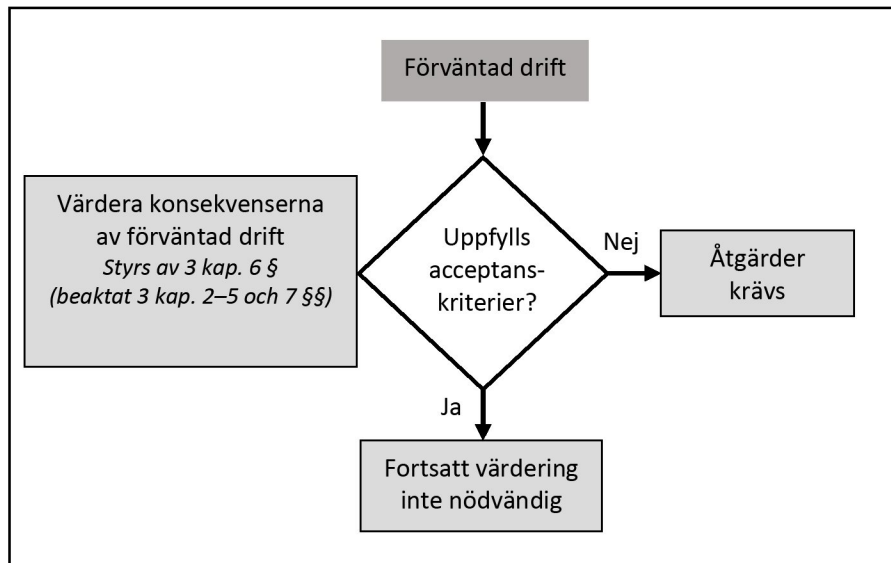 Förväntad drift
Värdera konsekvenserna
av förväntad drift
Styrs av 3 kap. 6 §
(beaktat 3 kap. 2–5 och 7 §§)
Uppfylls
acceptans-
kriterier?
Nej
Åtgärder
krävs
Ja
Fortsatt värdering
inte nödvändig